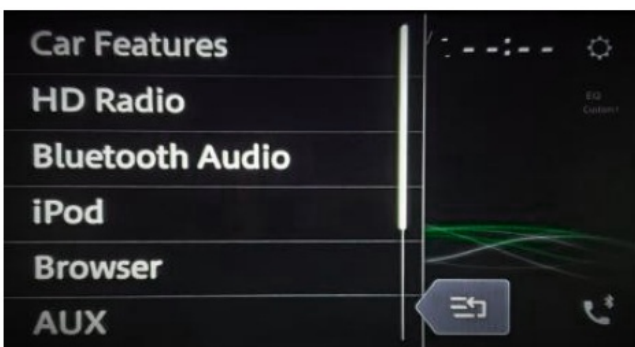 Car Features
--:--
HD Radio
EQ
Custom1
Bluetooth Audio
iPod
Browser
AUX